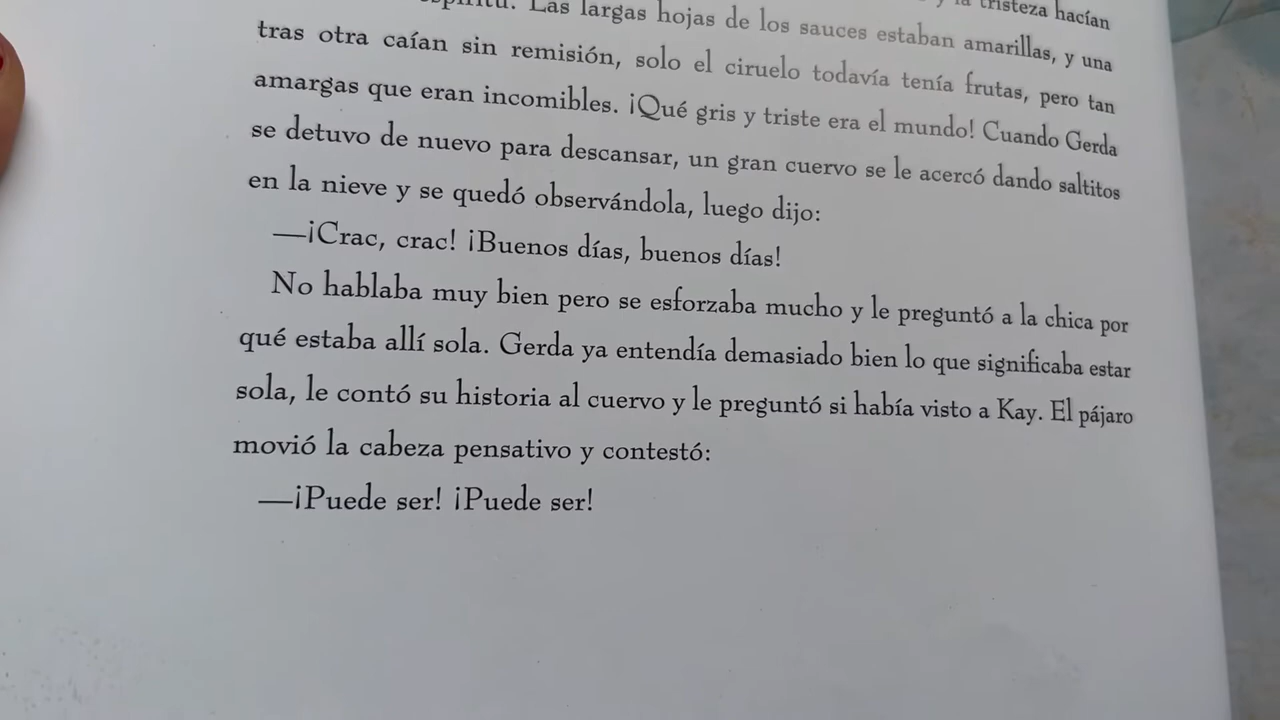 y la tristeza hacían
espíritu. Las largas hojas de los sauces estaban amarillas, y una
tras otra caían sin remisión, solo el ciruelo todavía tenía frutas, pero tan
amargas que eran incomibles. ¡Qué gris y triste era el mundo! Cuando Gerda
se detuvo de nuevo para descansar, un gran cuervo se le acercó dando saltitos
en la nieve y se quedó observándola, luego dijo:
—¡Crac, crac! ¡Buenos días, buenos días!
No hablaba muy bien pero se esforzaba mucho y le preguntó a la chica por
qué estaba allí sola. Gerda ya entendía demasiado bien lo que significaba estar
sola, le contó su historia al cuervo y le preguntó si había visto a Kay. El pájaro
movió la cabeza pensativo y contestó:
—¡Puede ser! ¡Puede ser!